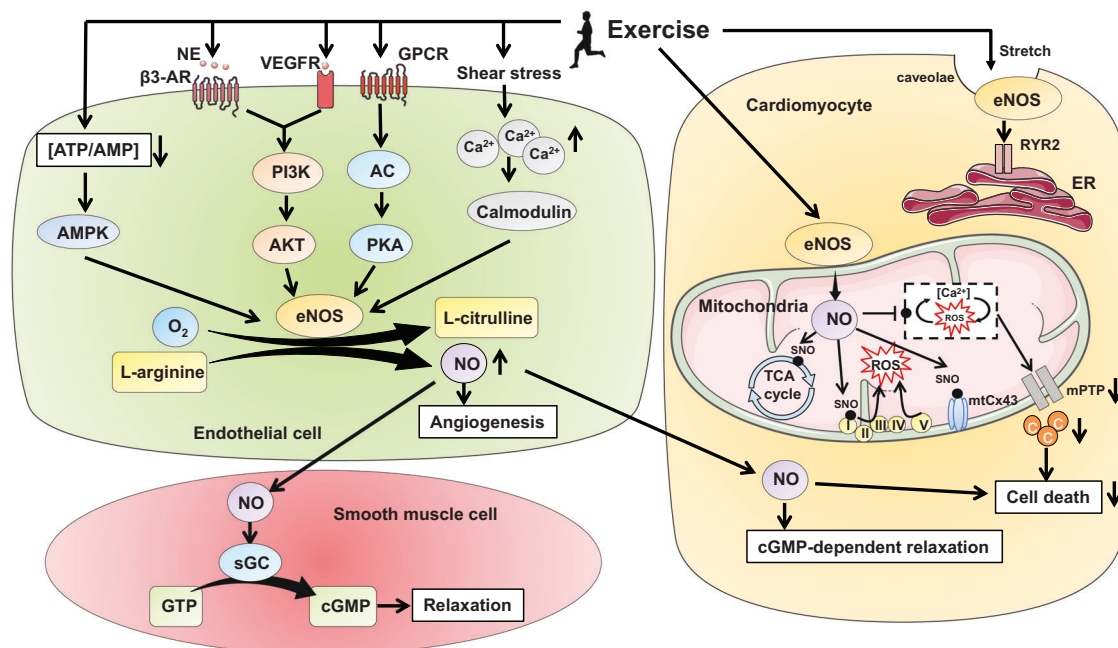 Exercise
NE
β3-AR
VEGFR
GPCR
Shear stress
[ATP/AMP]
PI3K
AC
Ca²⁺
Ca²⁺
Ca²⁺
Calmodulin
AMPK
AKT
PKA
eNOS
O₂
L-arginine
L-citrulline
NO
Angiogenesis
Endothelial cell
NO
Smooth muscle cell
sGC
GTP
cGMP
Relaxation
Stretch
caveolae
eNOS
Cardiomyocyte
RYR2
ER
eNOS
Mitochondria
NO
[Ca²⁺]
ROS
SNO
TCA
cycle
ROS
SNO
SNO
mtCx43
mPTP
I
II
III
IV
V
C
C
C
NO
Cell death
cGMP-dependent relaxation